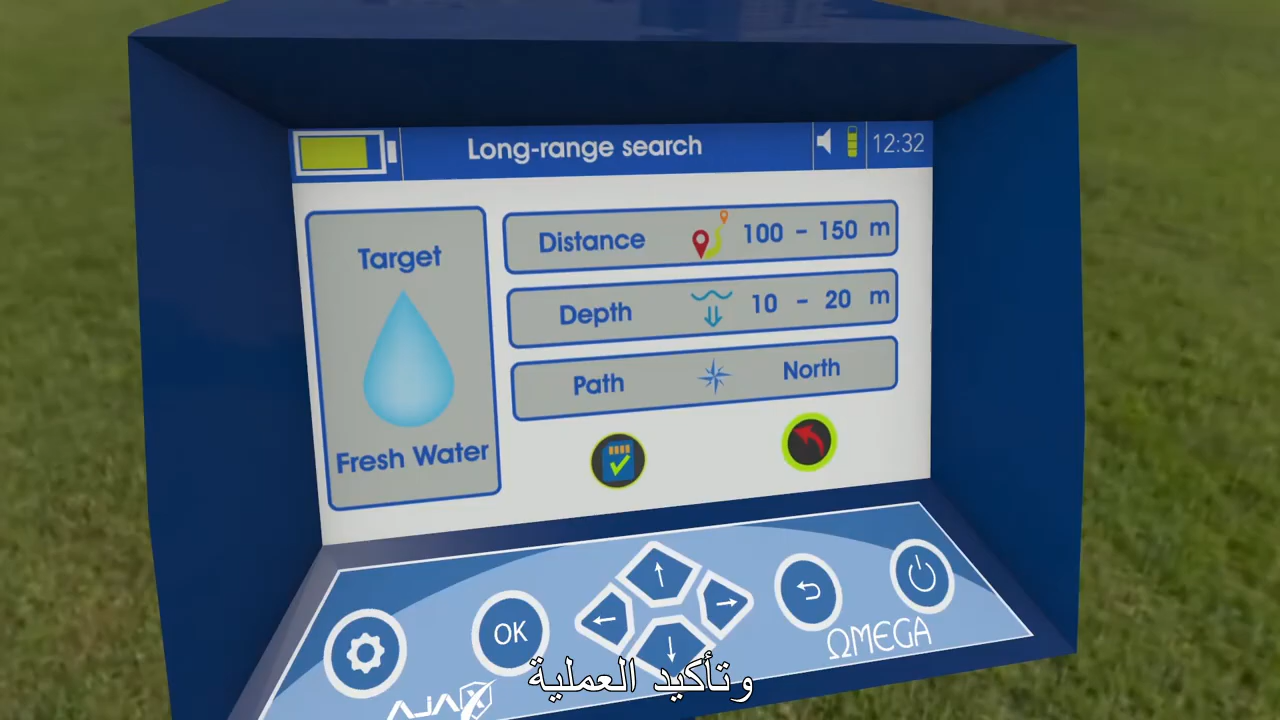 Long-range search
12:32
Target
Fresh Water
Distance 100 - 150 m
Depth 10 - 20 m
Path North
OK
ΩMEGA
AJAX
وتأكيد العملية